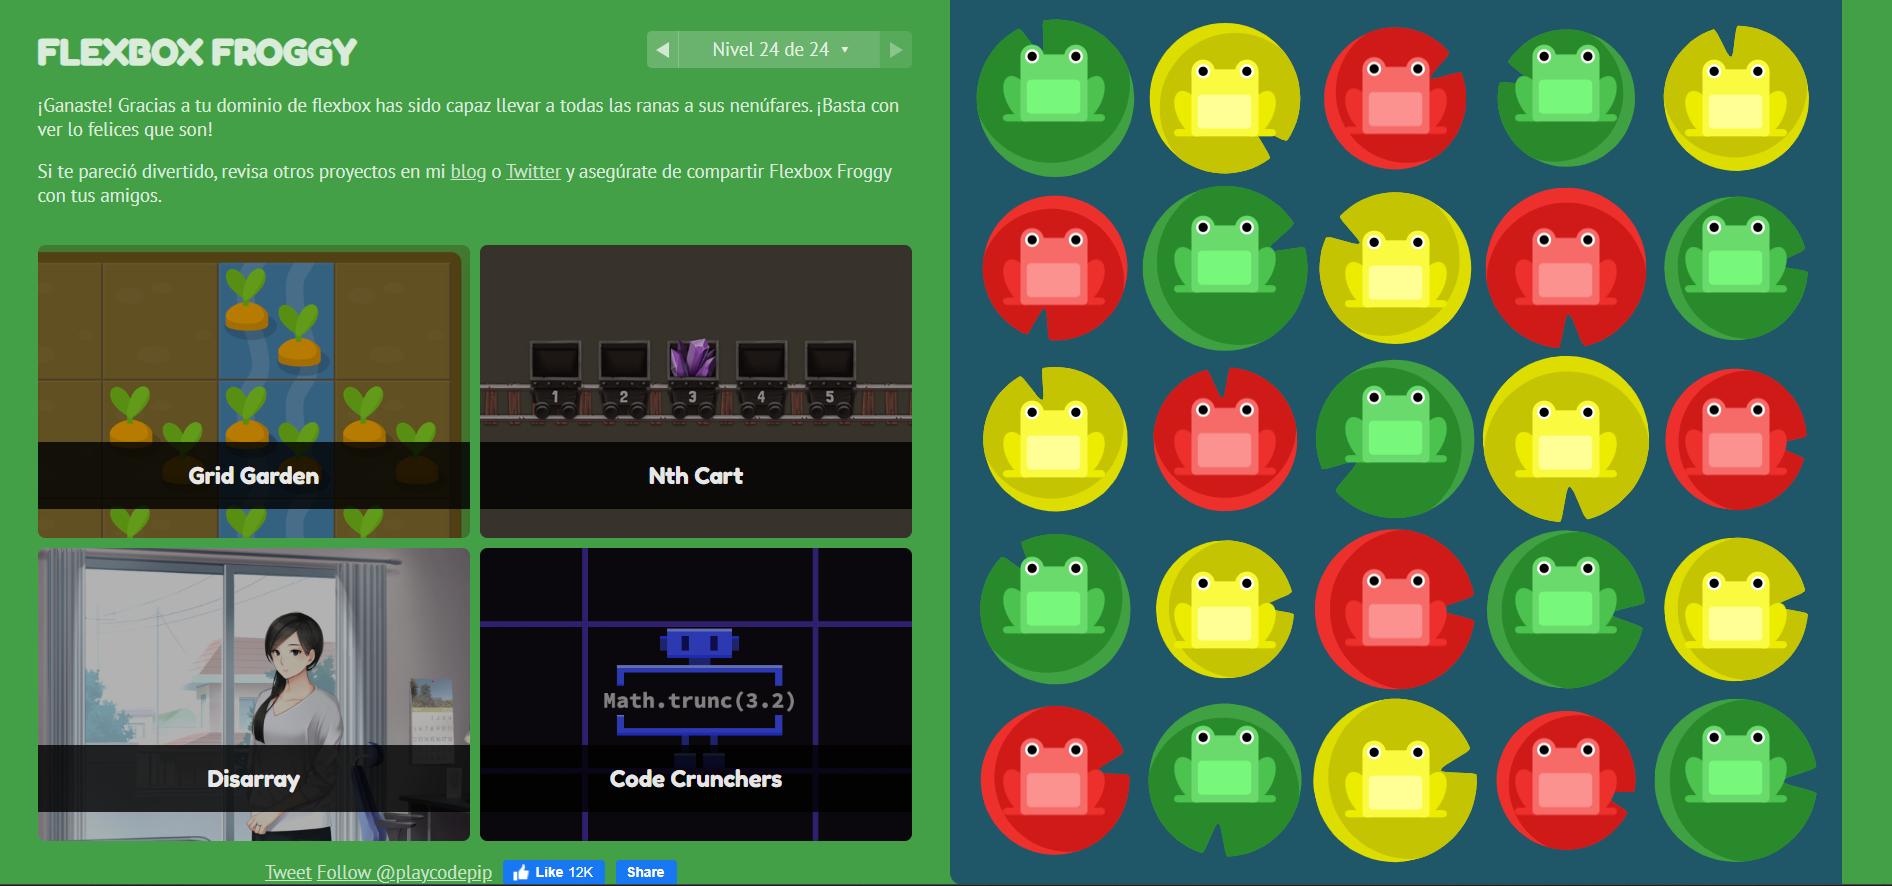 FLEXBOX FROGGY
Nivel 24 de 24
¡Ganaste! Gracias a tu dominio de flexbox has sido capaz llevar a todas las ranas a sus nenúfares. ¡Basta con
ver lo felices que son!
Si te pareció divertido, revisa otros proyectos en mi blog o Twitter y asegúrate de compartir Flexbox Froggy
con tus amigos.
Grid Garden
1 2 3 4 5
Nth Cart
Disarray
Math.trunc(3.2)
Code Crunchers
Tweet Follow @playcodepip Like 12K Share